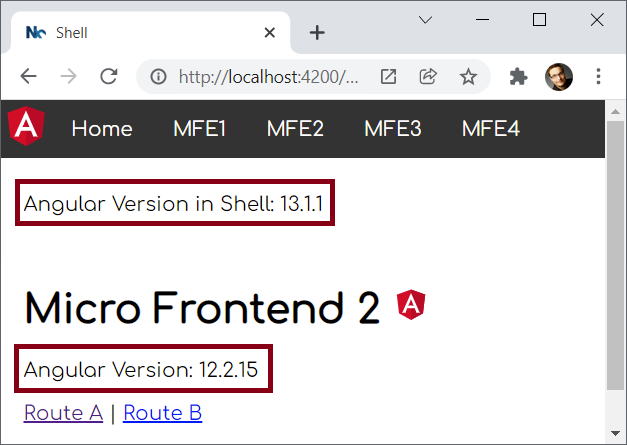 Shell
http://localhost:4200/...
Home MFE1 MFE2 MFE3 MFE4
Angular Version in Shell: 13.1.1
Micro Frontend 2
Angular Version: 12.2.15
Route A | Route B